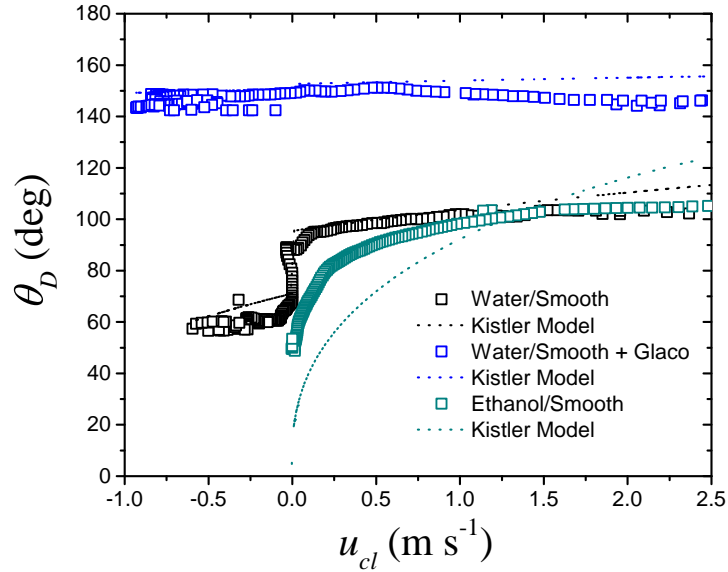 180
160
140
120
100
80
60
40
20
0
θD (deg)
Water/Smooth
Kistler Model
Water/Smooth + Glaco
Kistler Model
Ethanol/Smooth
Kistler Model
-1.0 -0.5 0.0 0.5 1.0 1.5 2.0 2.5
ucl (m s-1)